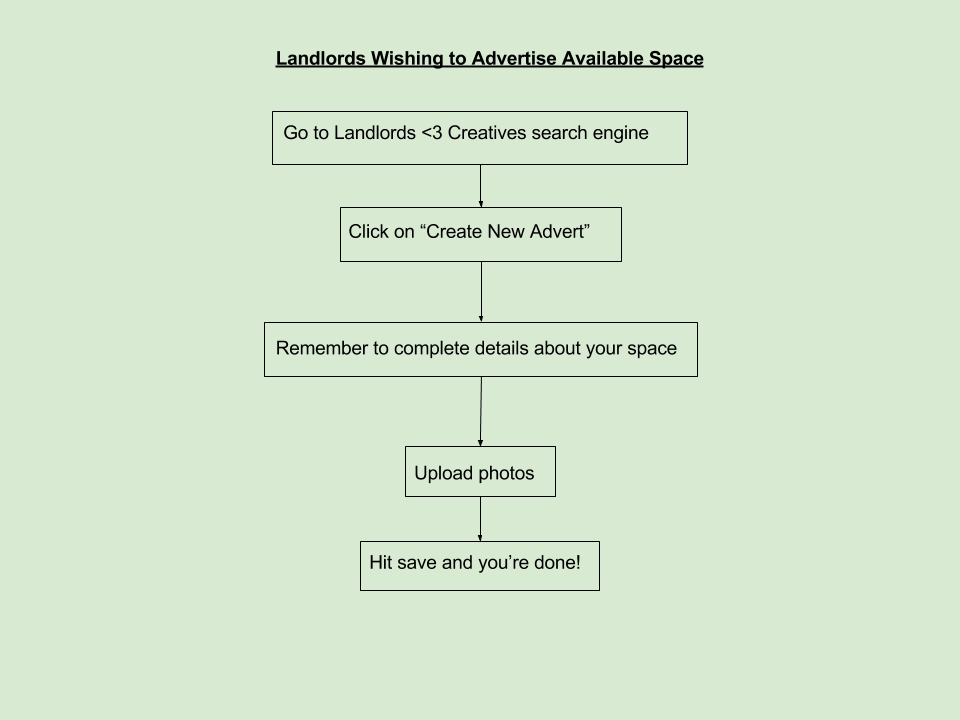 Landlords Wishing to Advertise Available Space
Go to Landlords <3 Creatives search engine
Click on “Create New Advert”
Remember to complete details about your space
Upload photos
Hit save and you’re done!